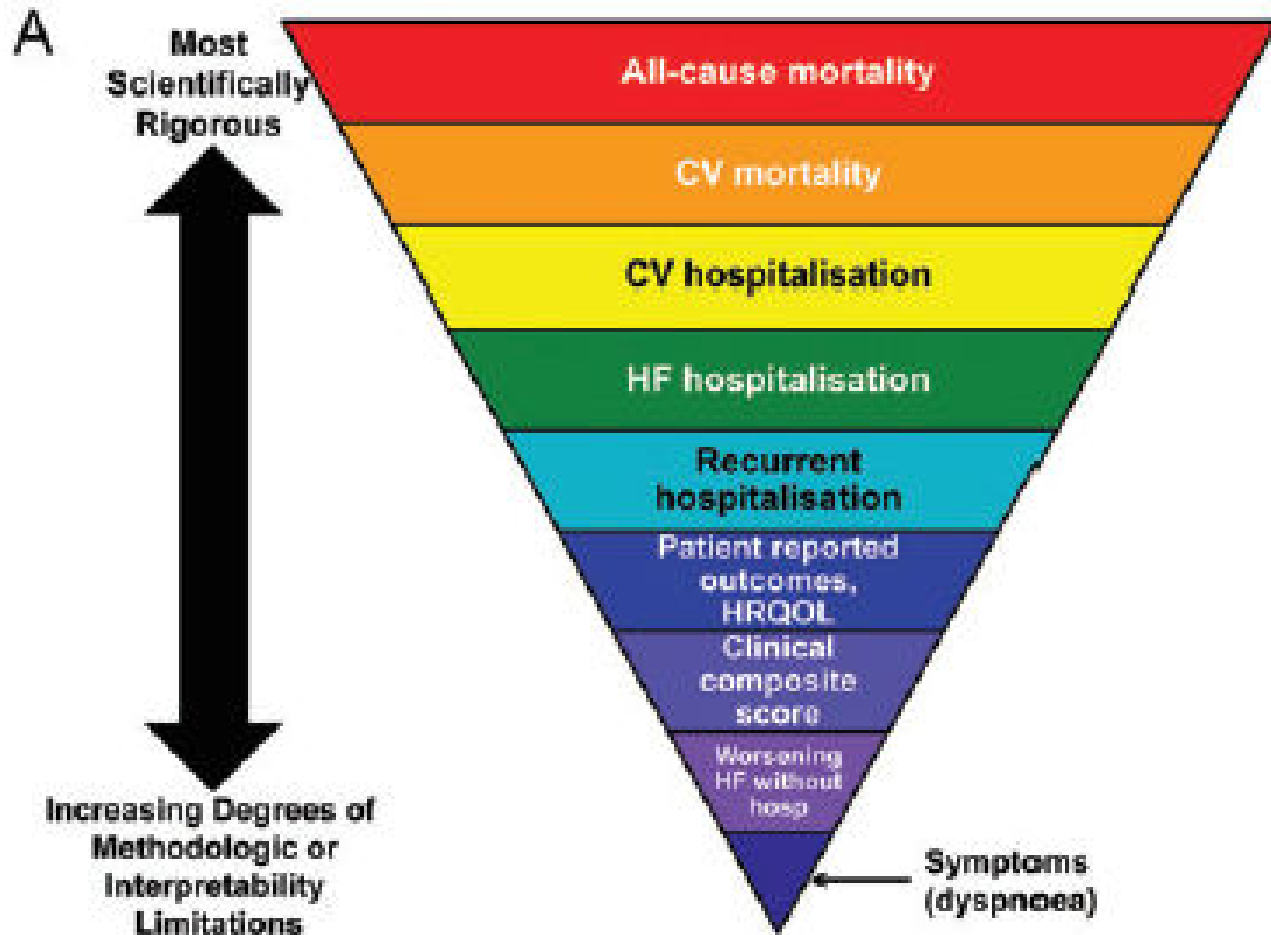 A
Most
Scientifically
Rigorous
All-cause mortality
CV mortality
CV hospitalisation
HF hospitalisation
Recurrent
hospitalisation
Patient reported
outcomes,
HRQOL
Clinical
composite
score
Worsening
HF without
hosp
Increasing Degrees of
Methodologic or
Interpretability
Limitations
Symptoms
(dyspnoea)